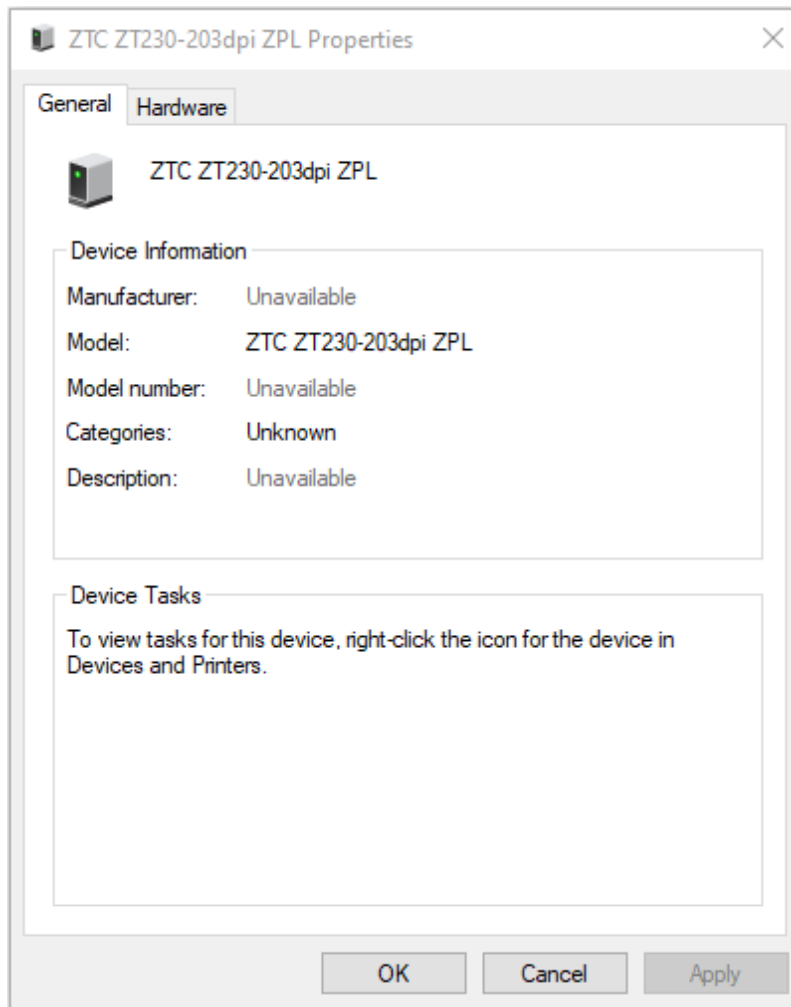 ZTC ZT230-203dpi ZPL Properties
General
Hardware
ZTC ZT230-203dpi ZPL
Device Information
Manufacturer: Unavailable
Model: ZTC ZT230-203dpi ZPL
Model number: Unavailable
Categories: Unknown
Description: Unavailable
Device Tasks
To view tasks for this device, right-click the icon for the device in
Devices and Printers.
OK
Cancel
Apply